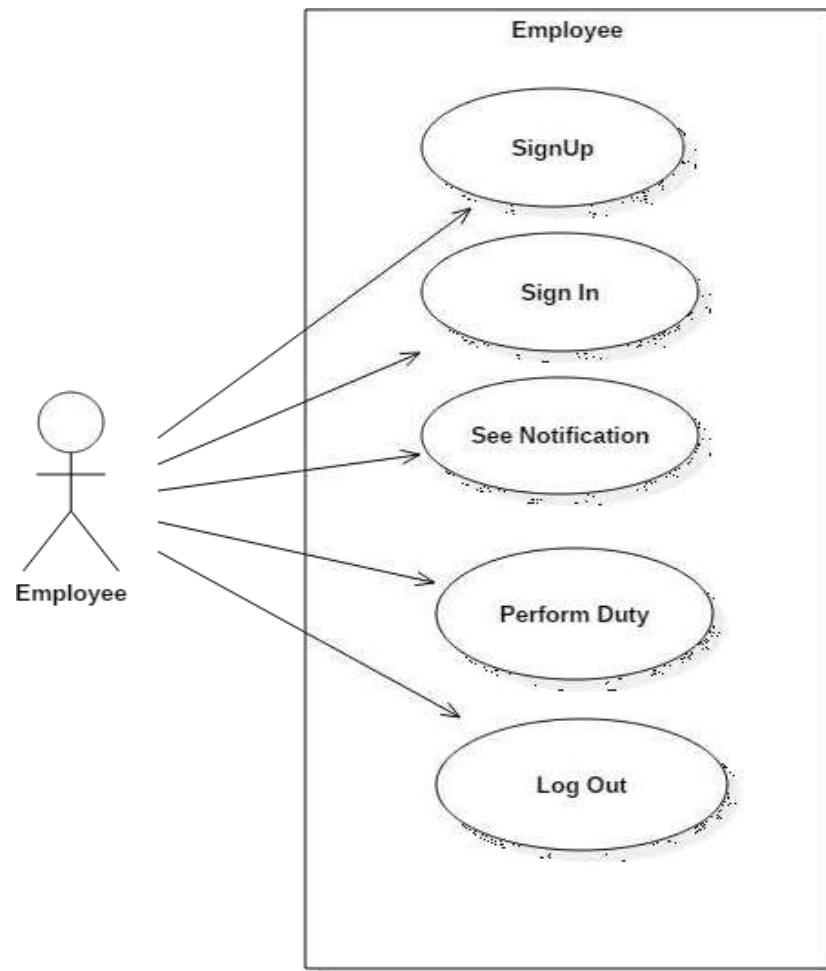 Employee
SignUp
Sign In
See Notification
Employee
Perform Duty
Log Out